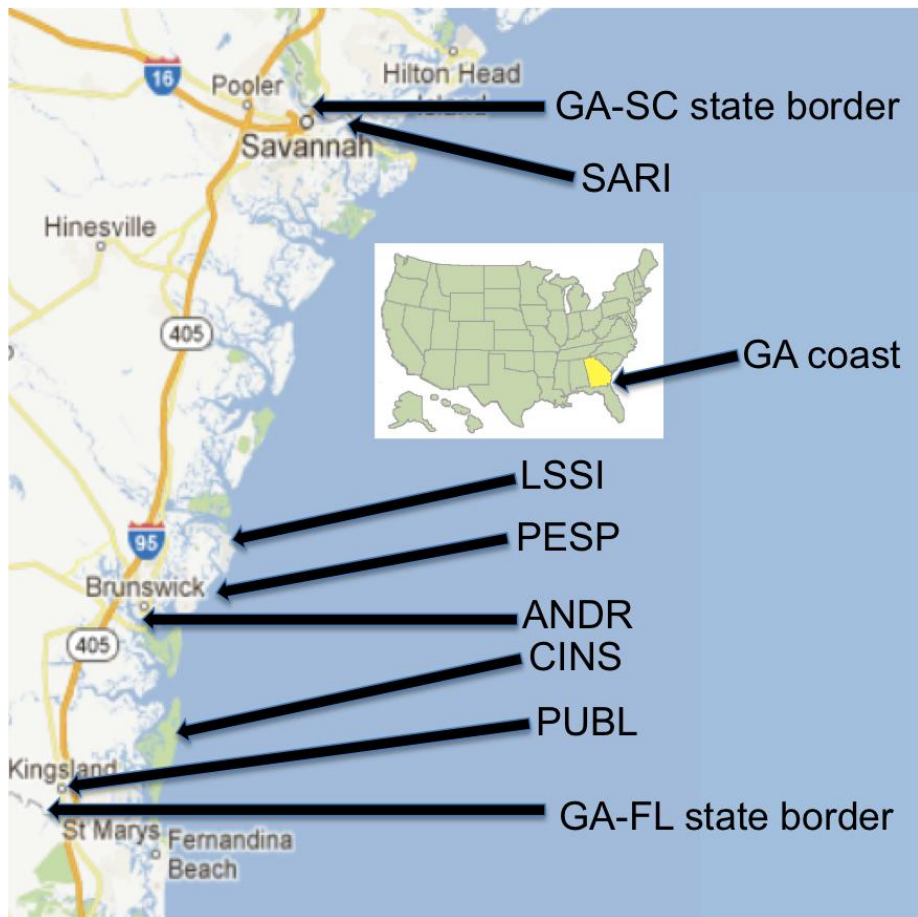 Hilton Head
Island
16
Pooler
GA-SC state border
Savannah
SARI
Hinesville
405
GA coast
LSSI
95
PESP
Brunswick
ANDR
405
CINS
PUBL
Kingsland
GA-FL state border
St Marys
Fernandina
Beach